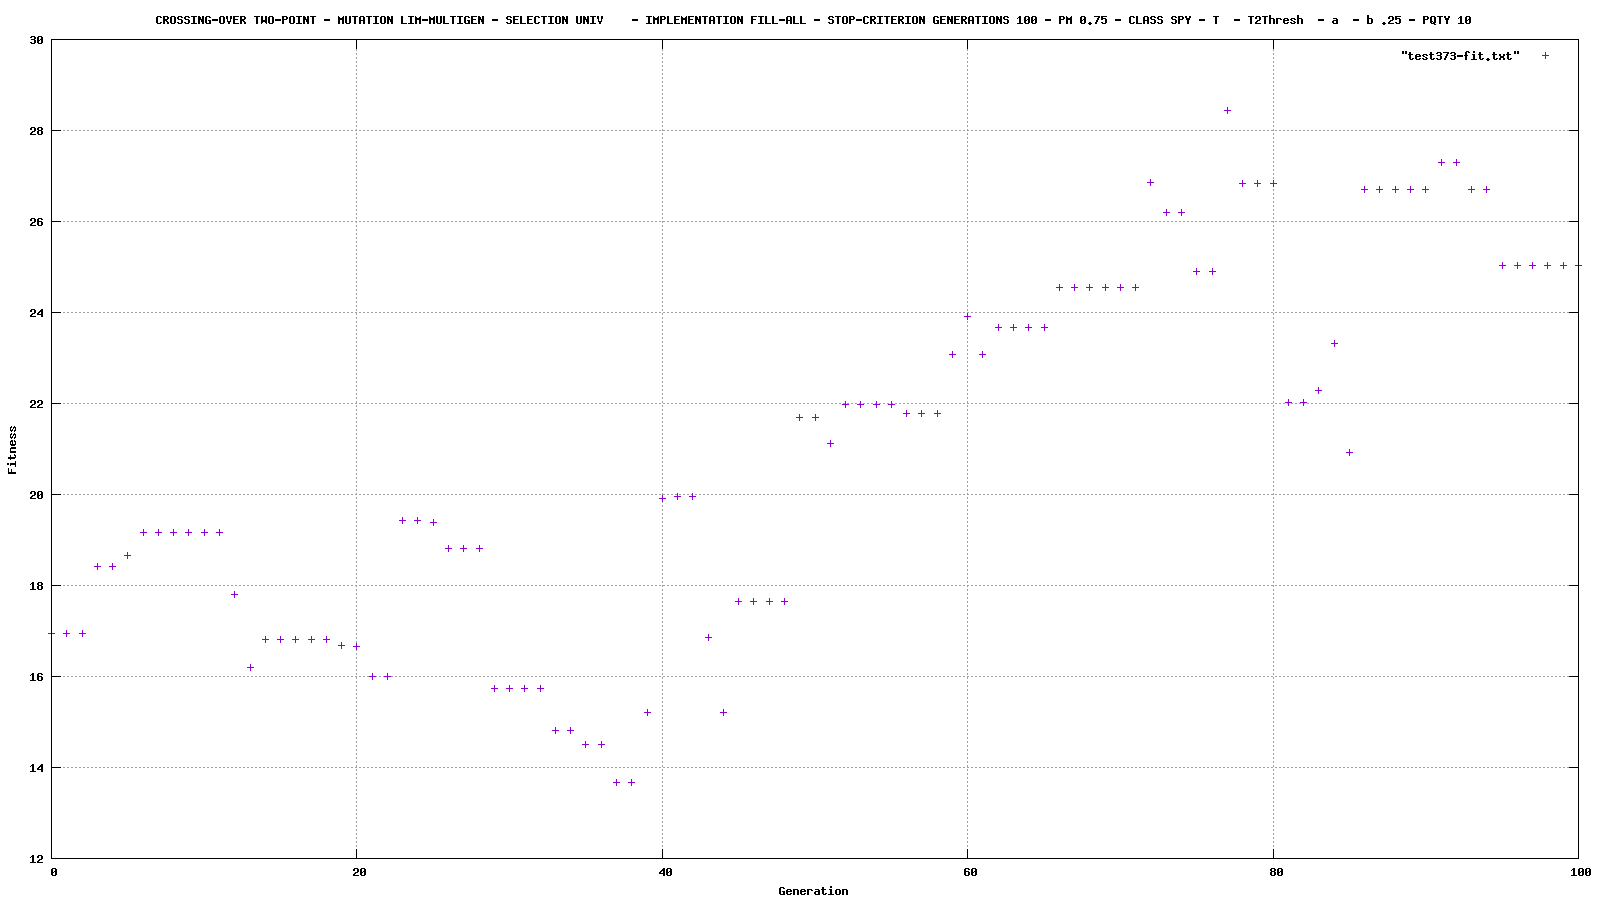 CROSSING-OVER TWO-POINT - MUTATION LIM-MULTIGEN - SELECTION UNIV    - IMPLEMENTATION FILL-ALL - STOP-CRITERION GENERATIONS 100 - PM 0.75 - CLASS SPY - T  - T2Thresh  - a  - b .25 - PQTY 10
30
"test373-fit.txt"
28
26
24
22
Fitness
20
18
16
14
12
0 20 40 60 80 100
Generation